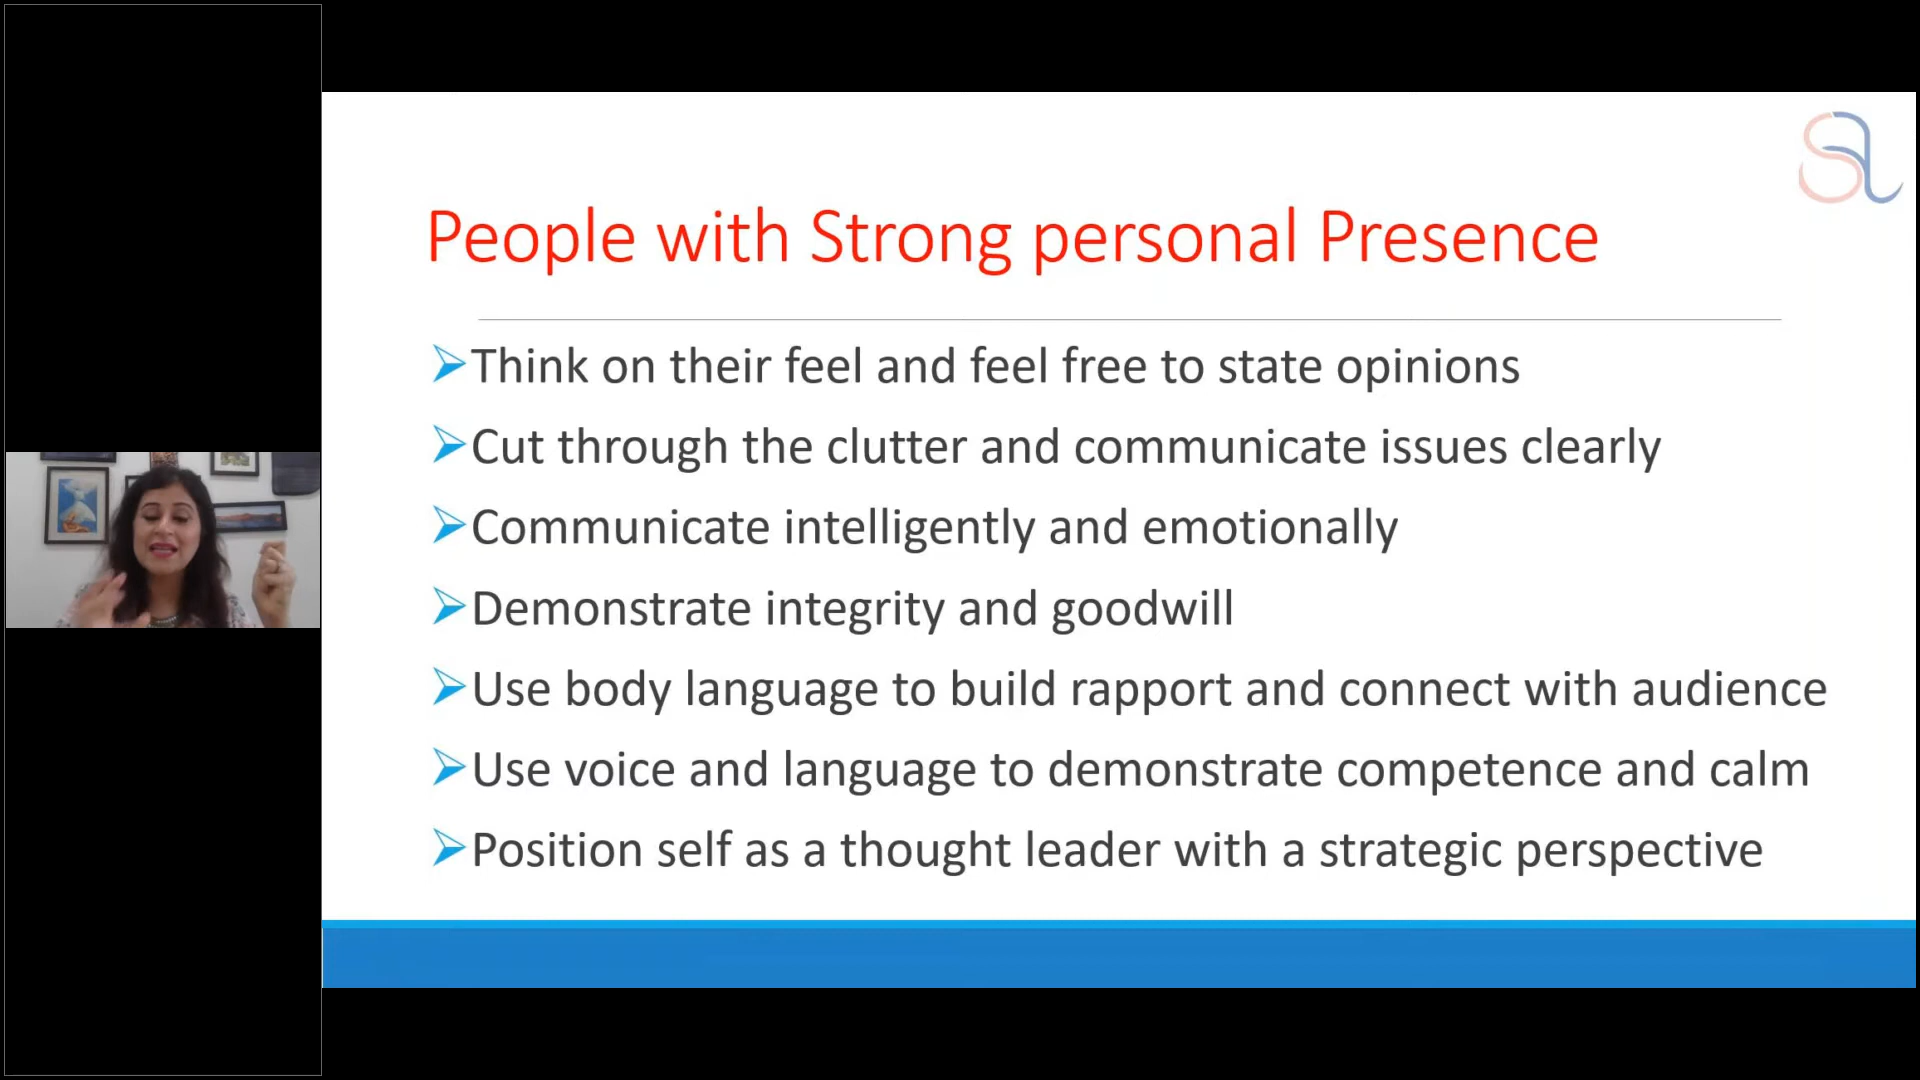 People with Strong personal Presence
Think on their feel and feel free to state opinions
Cut through the clutter and communicate issues clearly
Communicate intelligently and emotionally
Demonstrate integrity and goodwill
Use body language to build rapport and connect with audience
Use voice and language to demonstrate competence and calm
Position self as a thought leader with a strategic perspective